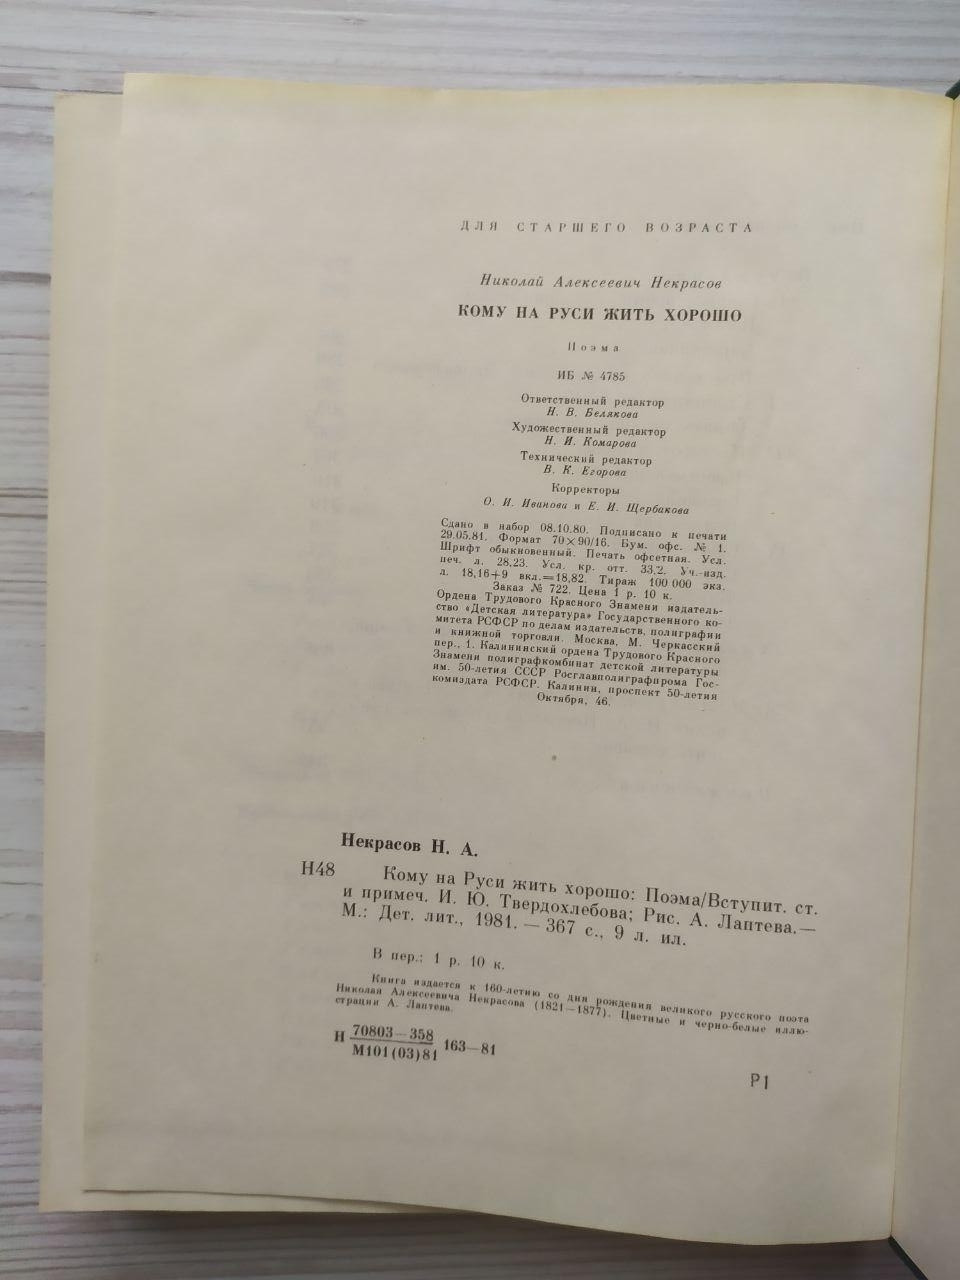 ДЛЯ СТАРШЕГО ВОЗРАСТА
Николай Алексеевич Некрасов
КОМУ НА РУСИ ЖИТЬ ХОРОШО
Поэма
ИБ № 4785
Ответственный редактор
Н. В. Белякова
Художественный редактор
Н. И. Комарова
Технический редактор
В. К. Егорова
Корректоры
О. И. Иванова и Е. И. Щербакова
Сдано в набор 08.10.80. Подписано к печати
29.05.81. Формат 70×90/16. Бум. офс. № 1.
Шрифт обыкновенный. Печать офсетная. Усл.
печ. л. 28,23. Усл. кр. отт. 33,2. Уч.-изд.
л. 18,16+9 вкл.=18,82. Тираж 100 000 экз.
Заказ № 722. Цена 1 р. 10 к.
Ордена Трудового Красного Знамени издатель-
ство «Детская литература» Государственного ко-
митета РСФСР по делам издательств, полиграфии
и книжной торговли. Москва, М. Черкасский
пер., 1. Калининский ордена Трудового Красного
Знамени полиграфкомбинат детской литературы
им. 50-летия СССР Росглавполиграфпрома Гос-
комиздата РСФСР. Калинин, проспект 50-летия
Октября, 46.
Некрасов Н. А.
Н48 Кому на Руси жить хорошо: Поэма/Вступит. ст.
и примеч. И. Ю. Твердохлебова; Рис. А. Лаптева.—
М.: Дет. лит., 1981. — 367 с., 9 л. ил.
В пер.: 1 р. 10 к.
Книга издается к 160-летию со дня рождения великого русского поэта
Николая Алексеевича Некрасова (1821—1877). Цветные и черно-белые иллю-
страции А. Лаптева.
Н 70803—358 163—81
М101(03)81
Р1